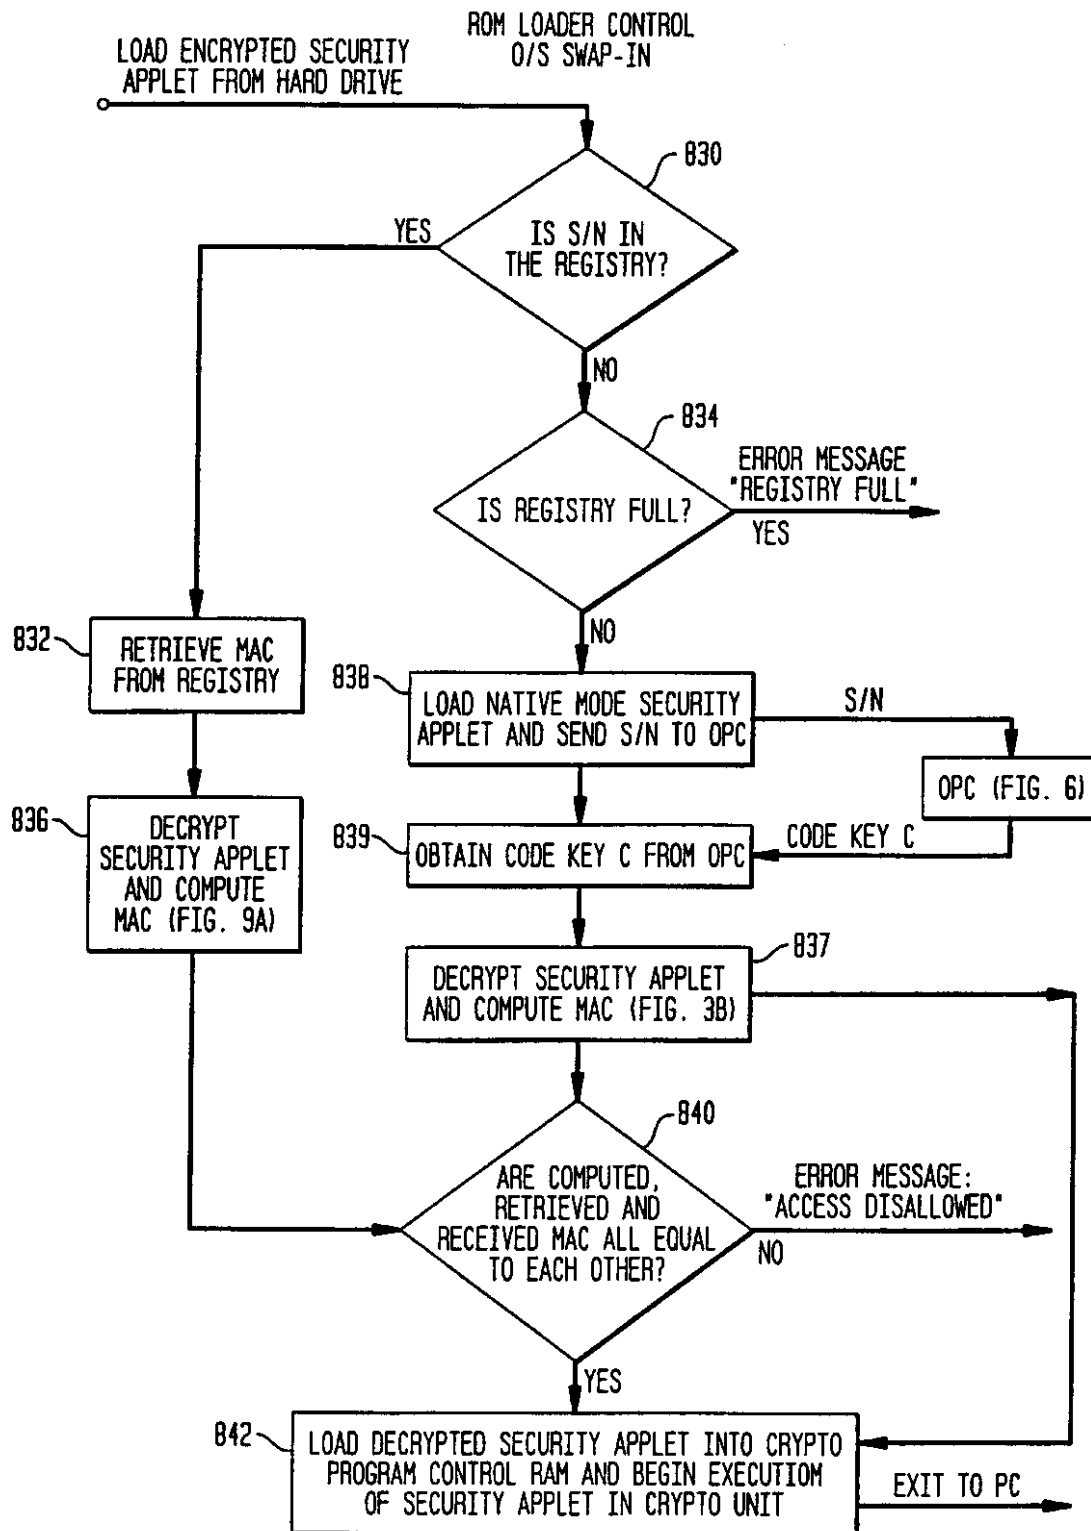 ROM LOADER CONTROL
O/S SWAP-IN
LOAD ENCRYPTED SECURITY
APPLET FROM HARD DRIVE
830
YES
IS S/N IN
THE REGISTRY?
NO
834
IS REGISTRY FULL?
ERROR MESSAGE
"REGISTRY FULL"
YES
NO
832
RETRIEVE MAC
FROM REGISTRY
838
LOAD NATIVE MODE SECURITY
APPLET AND SEND S/N TO OPC
S/N
OPC (FIG. 6)
836
DECRYPT
SECURITY APPLET
AND COMPUTE
MAC (FIG. 9A)
839
OBTAIN CODE KEY C FROM OPC
CODE KEY C
837
DECRYPT SECURITY APPLET
AND COMPUTE MAC (FIG. 3B)
840
ARE COMPUTED,
RETRIEVED AND
RECEIVED MAC ALL EQUAL
TO EACH OTHER?
ERROR MESSAGE:
"ACCESS DISALLOWED"
NO
YES
842
LOAD DECRYPTED SECURITY APPLET INTO CRYPTO
PROGRAM CONTROL RAM AND BEGIN EXECUTIOM
OF SECURITY APPLET IN CRYPTO UNIT
EXIT TO PC